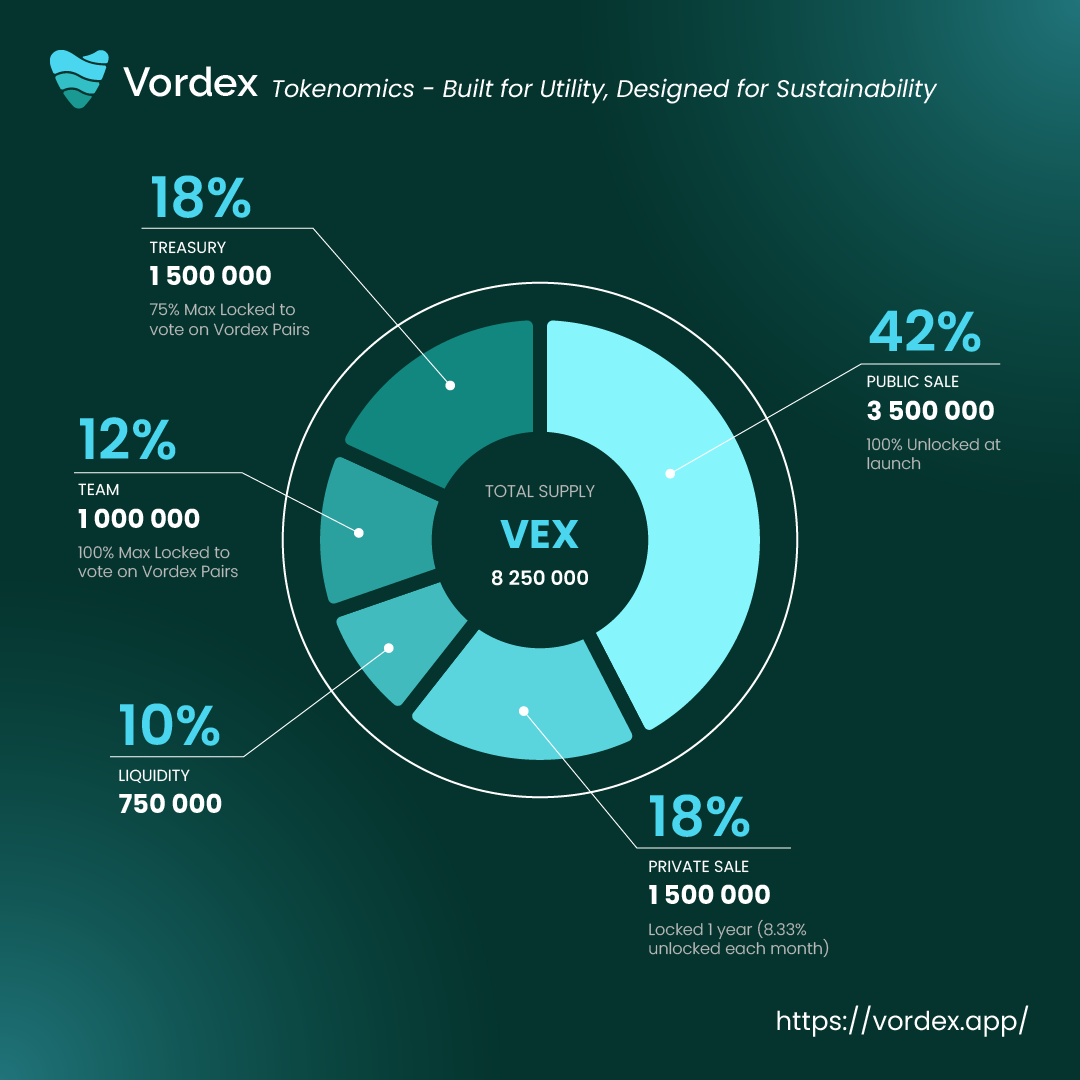 Vordex Tokenomics - Built for Utility, Designed for Sustainability
18%
TREASURY
1 500 000
75% Max Locked to
vote on Vordex Pairs
42%
PUBLIC SALE
3 500 000
100% Unlocked at
launch
12%
TEAM
1 000 000
100% Max Locked to
vote on Vordex Pairs
TOTAL SUPPLY
VEX
8 250 000
10%
LIQUIDITY
750 000
18%
PRIVATE SALE
1 500 000
Locked 1 year (8.33%
unlocked each month)
https://vordex.app/